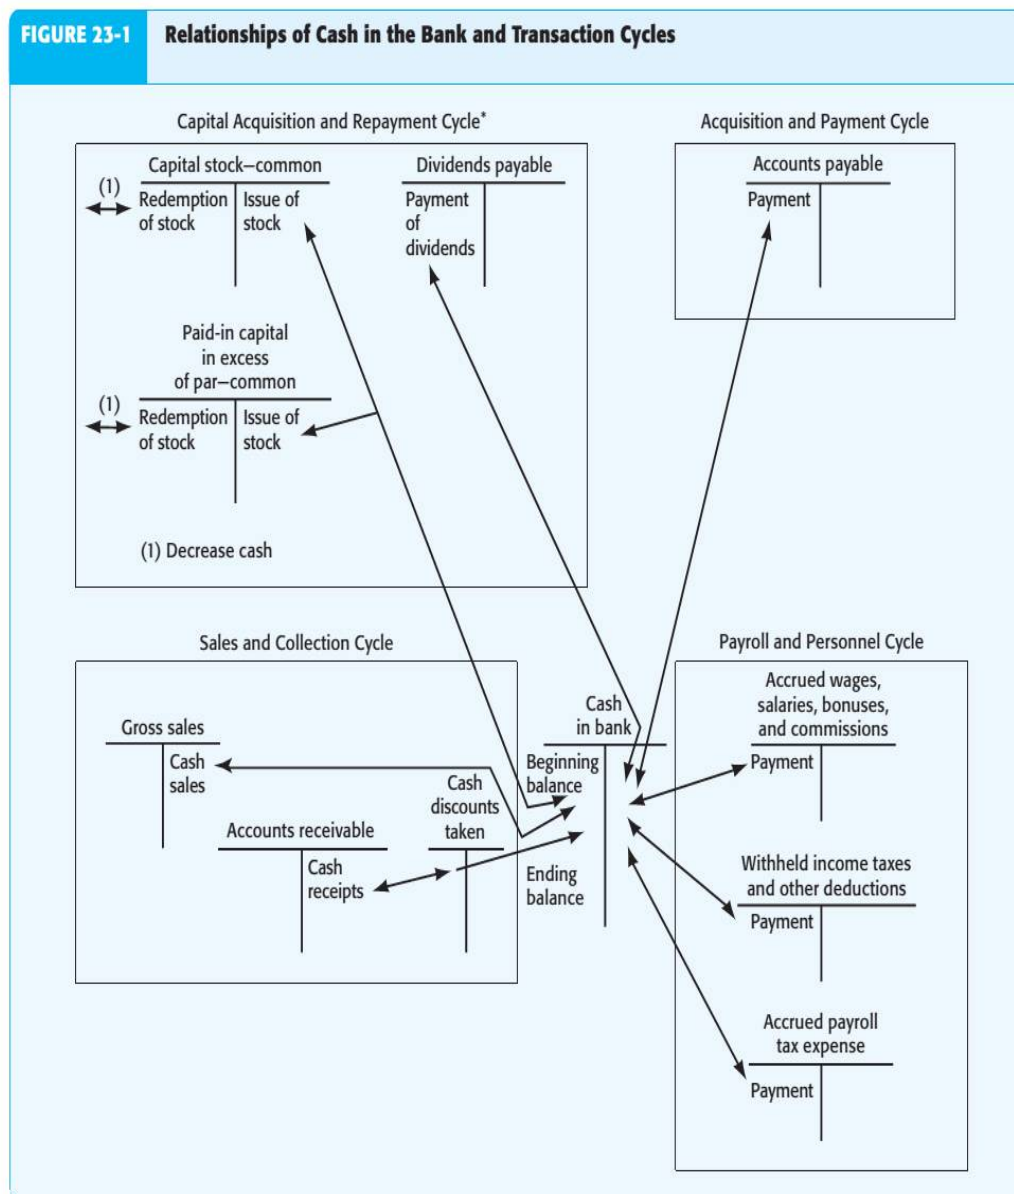 FIGURE 23-1
Relationships of Cash in the Bank and Transaction Cycles
Capital Acquisition and Repayment Cycle*
Capital stock–common
(1)
Redemption
of stock
Issue of
stock
Dividends payable
Payment
of
dividends
Paid-in capital
in excess
of par–common
(1)
Redemption
of stock
Issue of
stock
(1) Decrease cash
Acquisition and Payment Cycle
Accounts payable
Payment
Sales and Collection Cycle
Gross sales
Cash
sales
Accounts receivable
Cash
receipts
Cash
discounts
taken
Cash
in bank
Beginning
balance
Ending
balance
Payroll and Personnel Cycle
Accrued wages,
salaries, bonuses,
and commissions
Payment
Withheld income taxes
and other deductions
Payment
Accrued payroll
tax expense
Payment